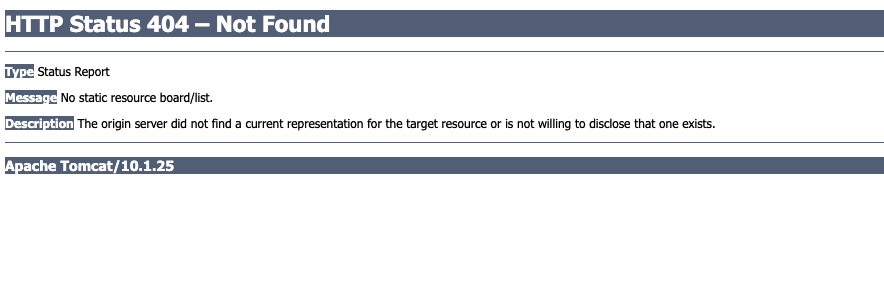 HTTP Status 404 – Not Found
Type Status Report
Message No static resource board/list.
Description The origin server did not find a current representation for the target resource or is not willing to disclose that one exists.
Apache Tomcat/10.1.25